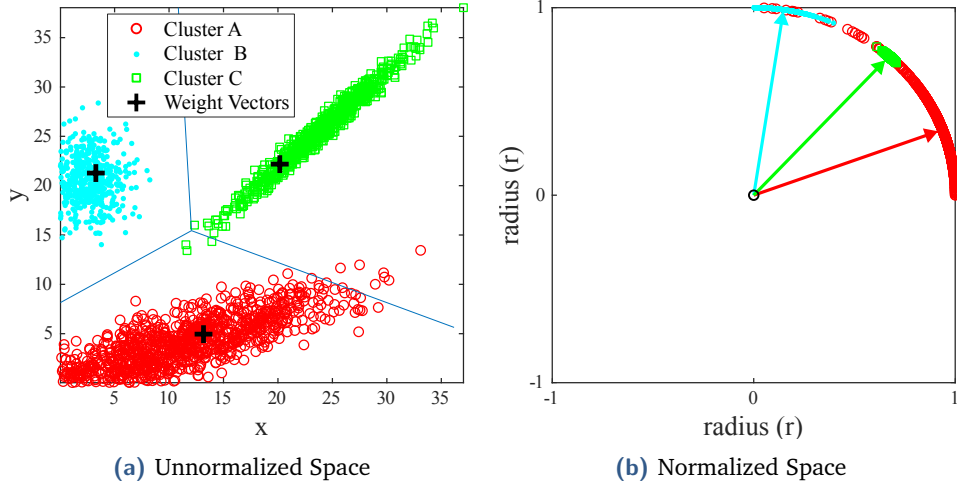 Cluster A
Cluster B
Cluster C
Weight Vectors
35
30
25
20
15
10
5
y
5 10 15 20 25 30 35
x
(a) Unnormalized Space
1
0
-1
radius (r)
-1 0 1
radius (r)
(b) Normalized Space